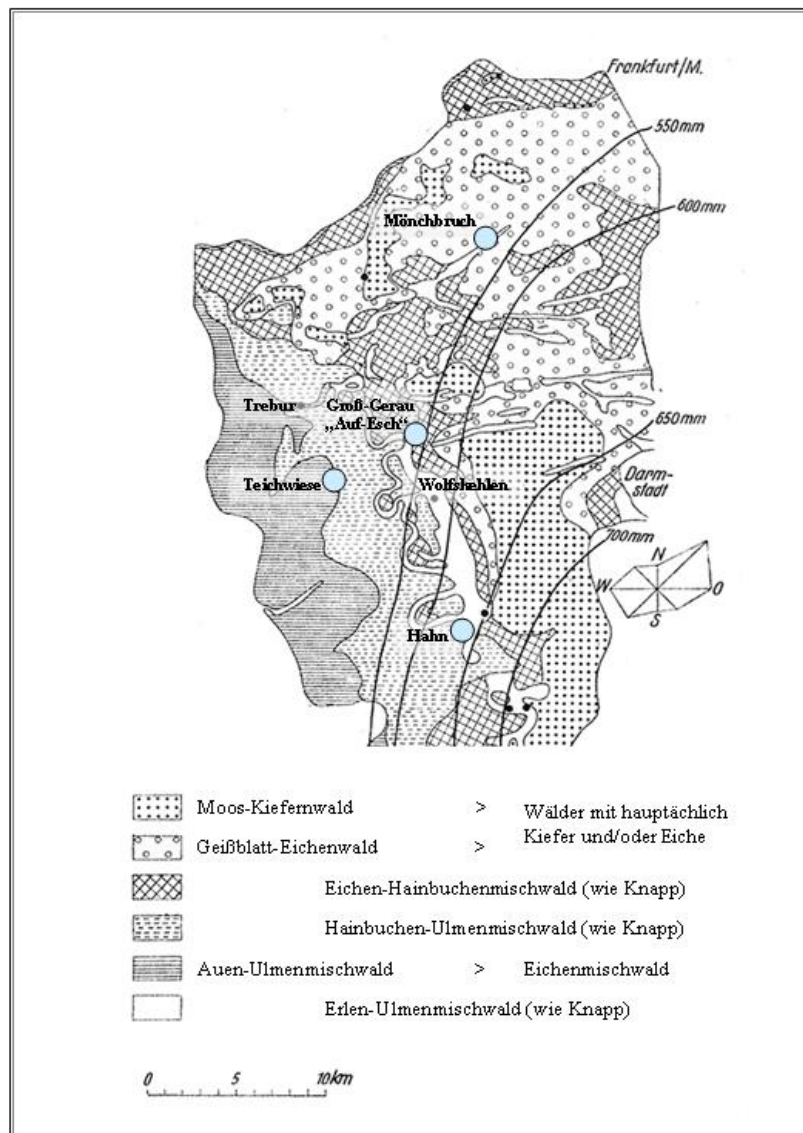 Frankfurt/M.
550mm
600mm
Mönchbruch
Trebur
Groß-Gerau
„Auf-Esch“
650mm
Teichwiese
Wolfskehlen
Darm-
stadt
700mm
N
W O
S
Hahn
Moos-Kiefernwald > Wälder mit hauptächlich
Geißblatt-Eichenwald > Kiefer und/oder Eiche
Eichen-Hainbuchenmischwald (wie Knapp)
Hainbuchen-Ulmenmischwald (wie Knapp)
Auen-Ulmenmischwald > Eichenmischwald
Erlen-Ulmenmischwald (wie Knapp)
0 5 10km